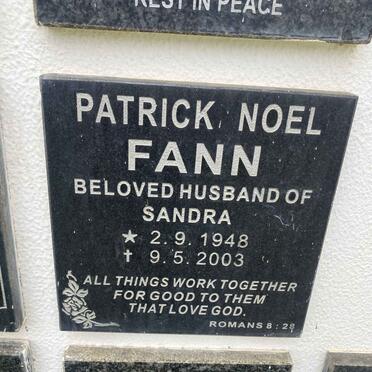 REST IN PEACE
PATRICK NOEL
FANN
BELOVED HUSBAND OF
SANDRA
★ 2.9.1948
✝ 9.5.2003
ALL THINGS WORK TOGETHER
FOR GOOD TO THEM
THAT LOVE GOD.
ROMANS 8:28